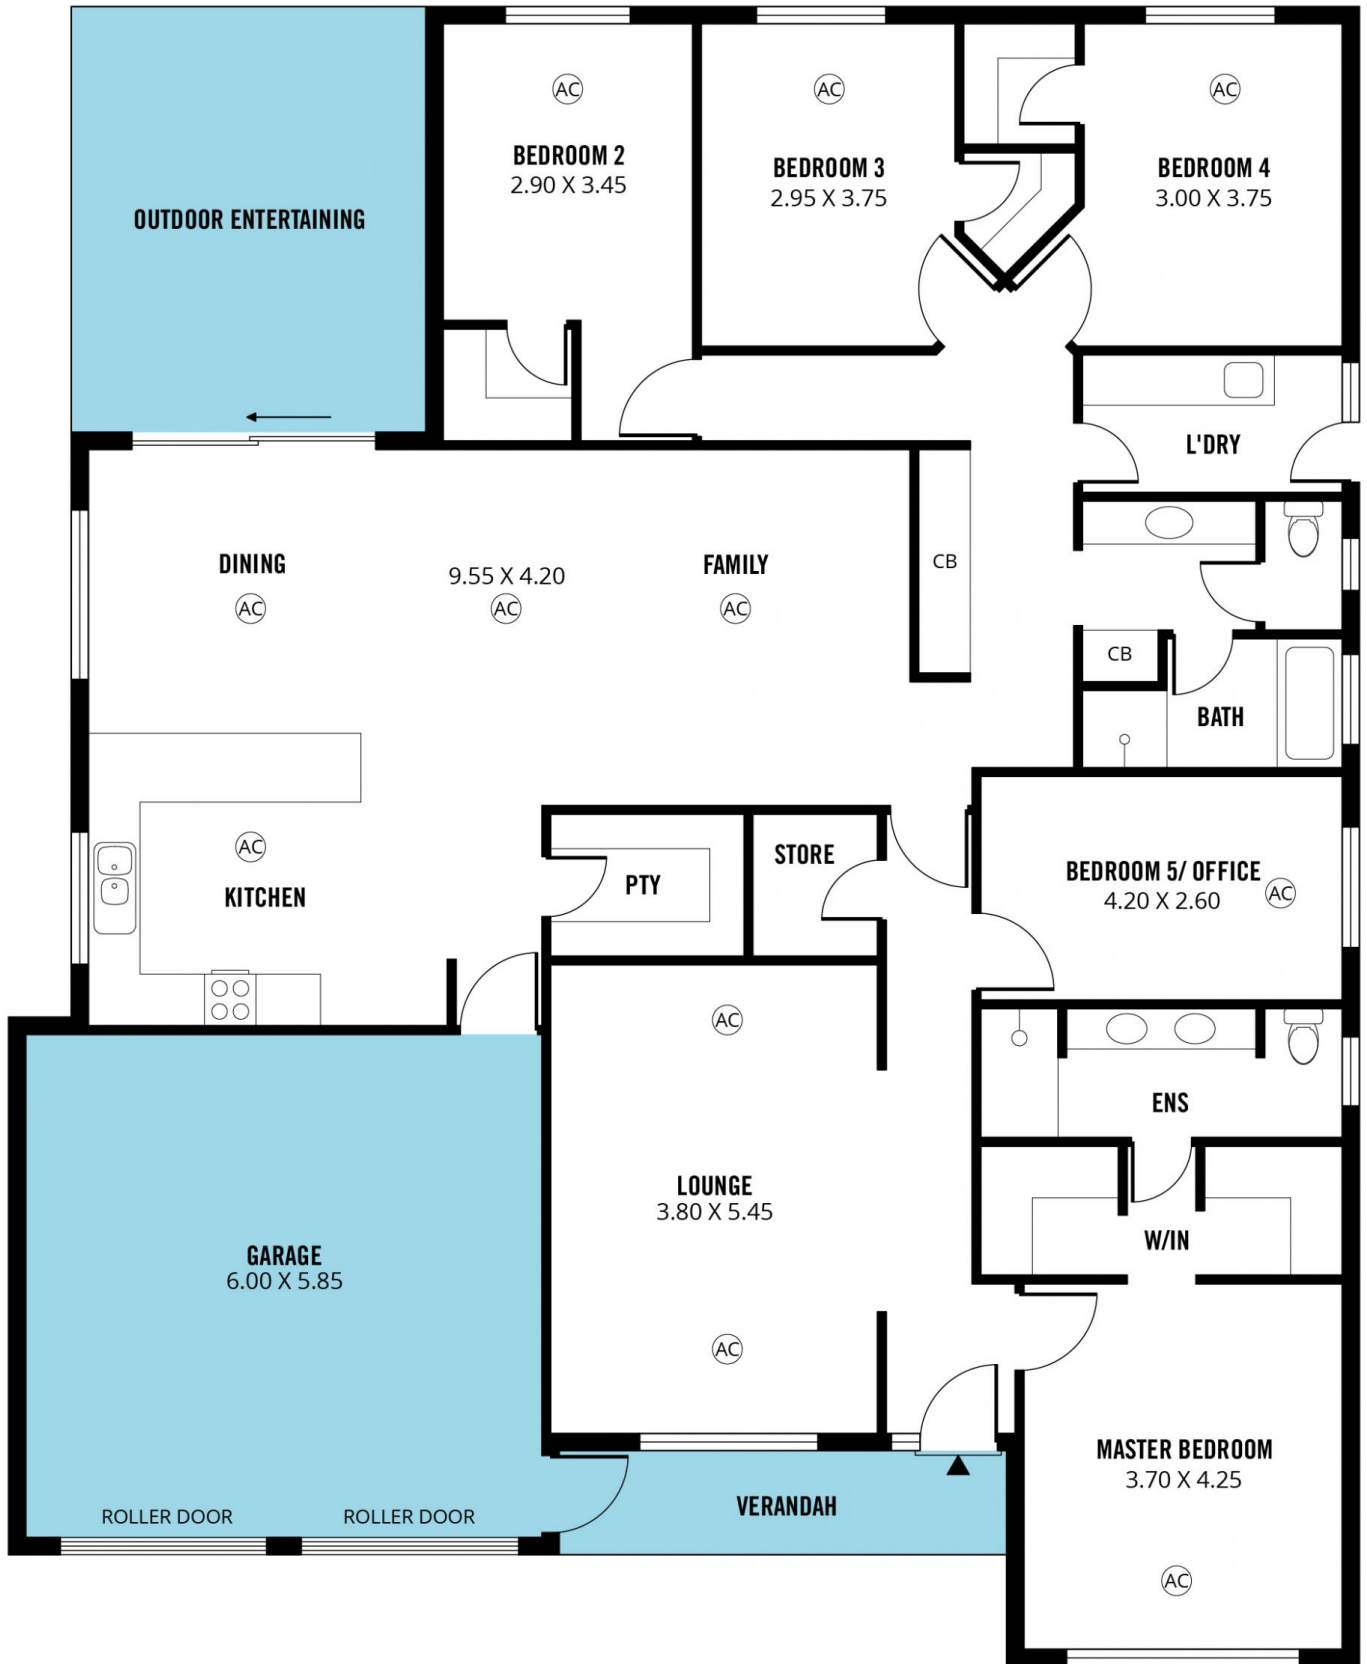 AC
BEDROOM 2
2.90 X 3.45
AC
BEDROOM 3
2.95 X 3.75
AC
BEDROOM 4
3.00 X 3.75
OUTDOOR ENTERTAINING
L'DRY
DINING
AC
9.55 X 4.20
AC
FAMILY
AC
CB
CB
BATH
AC
KITCHEN
PTY
STORE
BEDROOM 5/ OFFICE
4.20 X 2.60
AC
AC
LOUNGE
3.80 X 5.45
AC
ENS
W/IN
GARAGE
6.00 X 5.85
ROLLER DOOR
ROLLER DOOR
VERANDAH
MASTER BEDROOM
3.70 X 4.25
AC